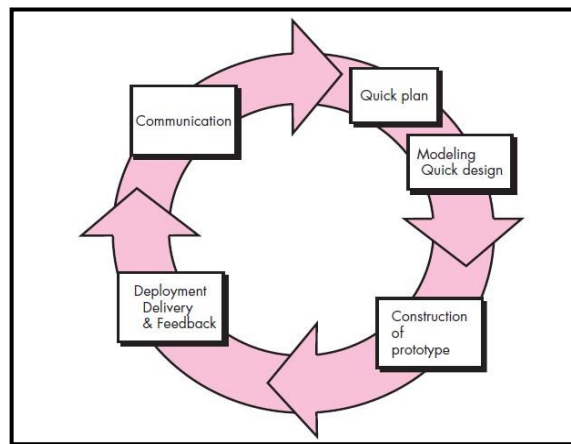 Communication
Quick plan
Modeling
Quick design
Construction
of
prototype
Deployment
Delivery
& Feedback